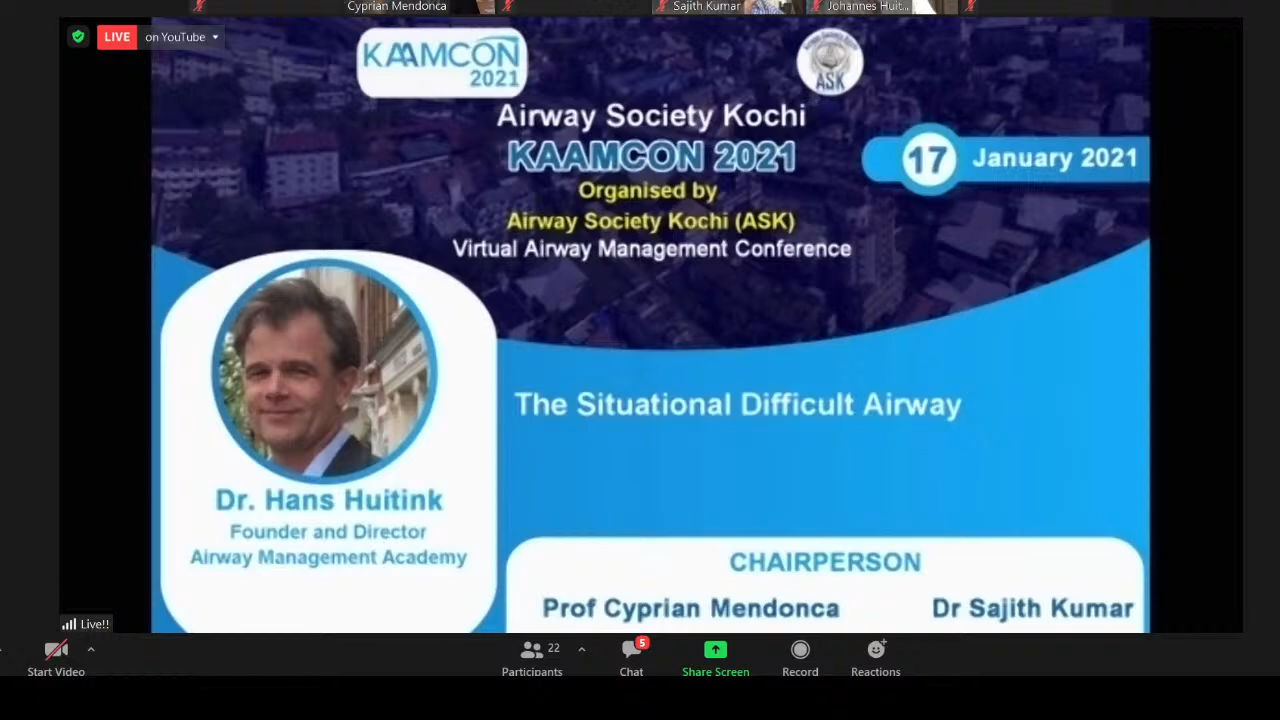 Cyprian Mendonca
Sajith Kumar
Johannes Huit...
LIVE
on YouTube
KAAMCON
2021
ASK
Airway Society Kochi
KAAMCON 2021
17 January 2021
Organised by
Airway Society Kochi (ASK)
Virtual Airway Management Conference
The Situational Difficult Airway
Dr. Hans Huitink
Founder and Director
Airway Management Academy
CHAIRPERSON
Prof Cyprian Mendonca
Dr Sajith Kumar
Live!!
22
5
Start Video
Participants
Chat
Share Screen
Record
Reactions